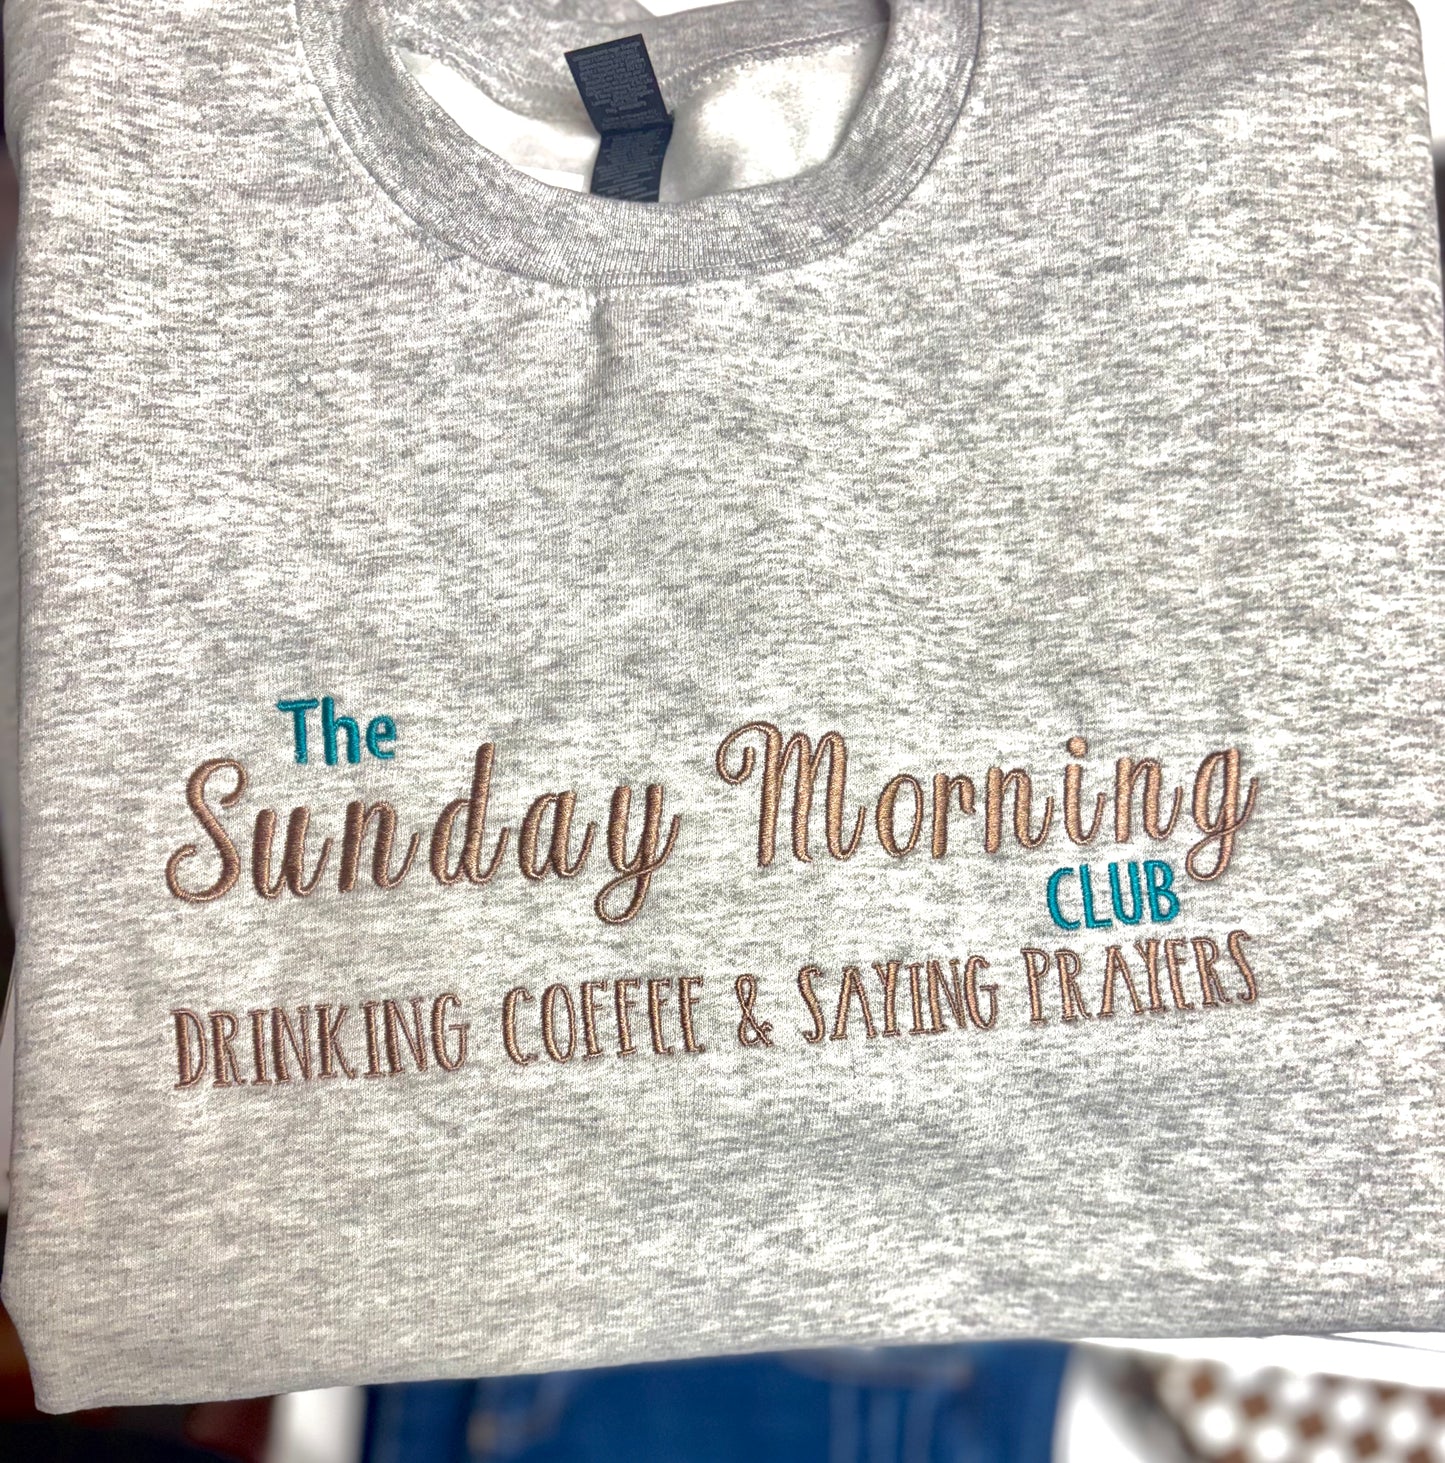 The
Sunday Morning
CLUB
DRINKING COFFEE & SAYING PRAYERS